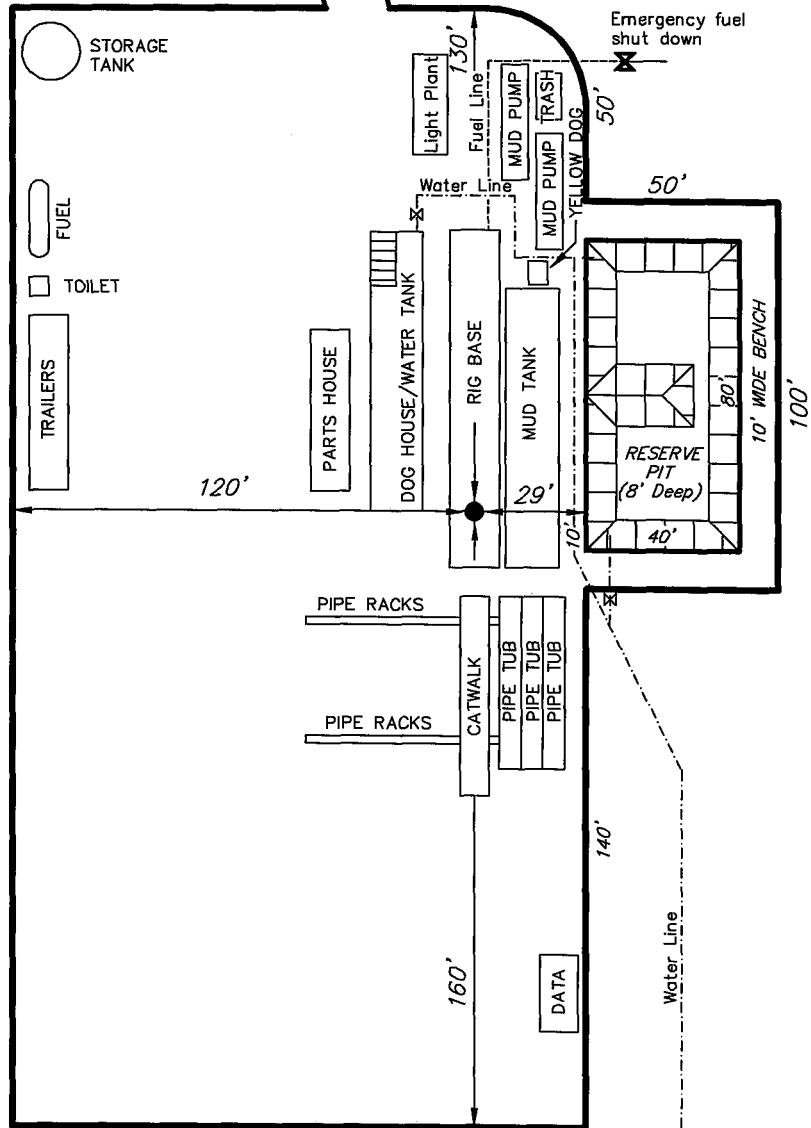 Emergency fuel
shut down
STORAGE
TANK
130'
Light Plant
Fuel Line
MUD PUMP
TRASH
50'
MUD PUMP
YELLOW DOG
Water Line
50'
FUEL
TOILET
TRAILERS
PARTS HOUSE
DOG HOUSE/WATER TANK
RIG BASE
MUD TANK
80'
10' WIDE BENCH
100'
RESERVE
PIT
(8' Deep)
120'
29'
10'
40'
PIPE RACKS
CATWALK
PIPE TUB
PIPE TUB
PIPE TUB
PIPE RACKS
140'
160'
DATA
Water Line